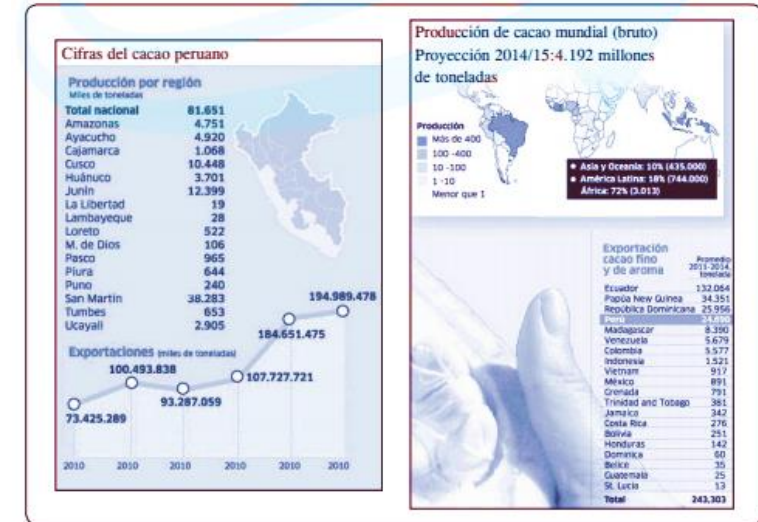 Cifras del cacao peruano
Producción por región
Miles de toneladas
Total nacional 81.651
Amazonas 4.751
Ayacucho 4.920
Cajamarca 1.068
Cusco 10.448
Huánuco 3.701
Junín 12.399
La Libertad 19
Lambayeque 28
Loreto 522
M. de Dios 106
Pasco 965
Piura 644
Puno 240
San Martín 38.283
Tumbes 653
Ucayali 2.905
Exportaciones (miles de toneladas)
194.989.478
184.651.475
100.493.838
107.727.721
93.287.059
73.425.289
2010 2010 2010 2010 2010 2010
Producción de cacao mundial (bruto)
Proyección 2014/15:4.192 millones
de toneladas
Producción
Más de 400
100 -400
10 -100
1 -10
Menor que 1
Asia y Oceanía: 10% (435.000)
América Latina: 18% (744.000)
África: 72% (3.013)
Exportación
cacao fino
y de aroma
Promedio
2011-2014,
tonelada
Ecuador 132.064
Papúa New Guinea 34.351
República Dominicana 25.956
Perú
Madagascar 8.390
Venezuela 5.679
Colombia 5.577
Indonesia 1.521
Vietnam 917
México 891
Grenada 791
Trinidad and Tobago 381
Jamaica 342
Costa Rica 276
Bolivia 251
Honduras 142
Dominica 60
Belice 35
Guatemala 25
St. Lucia 13
Total 243,303